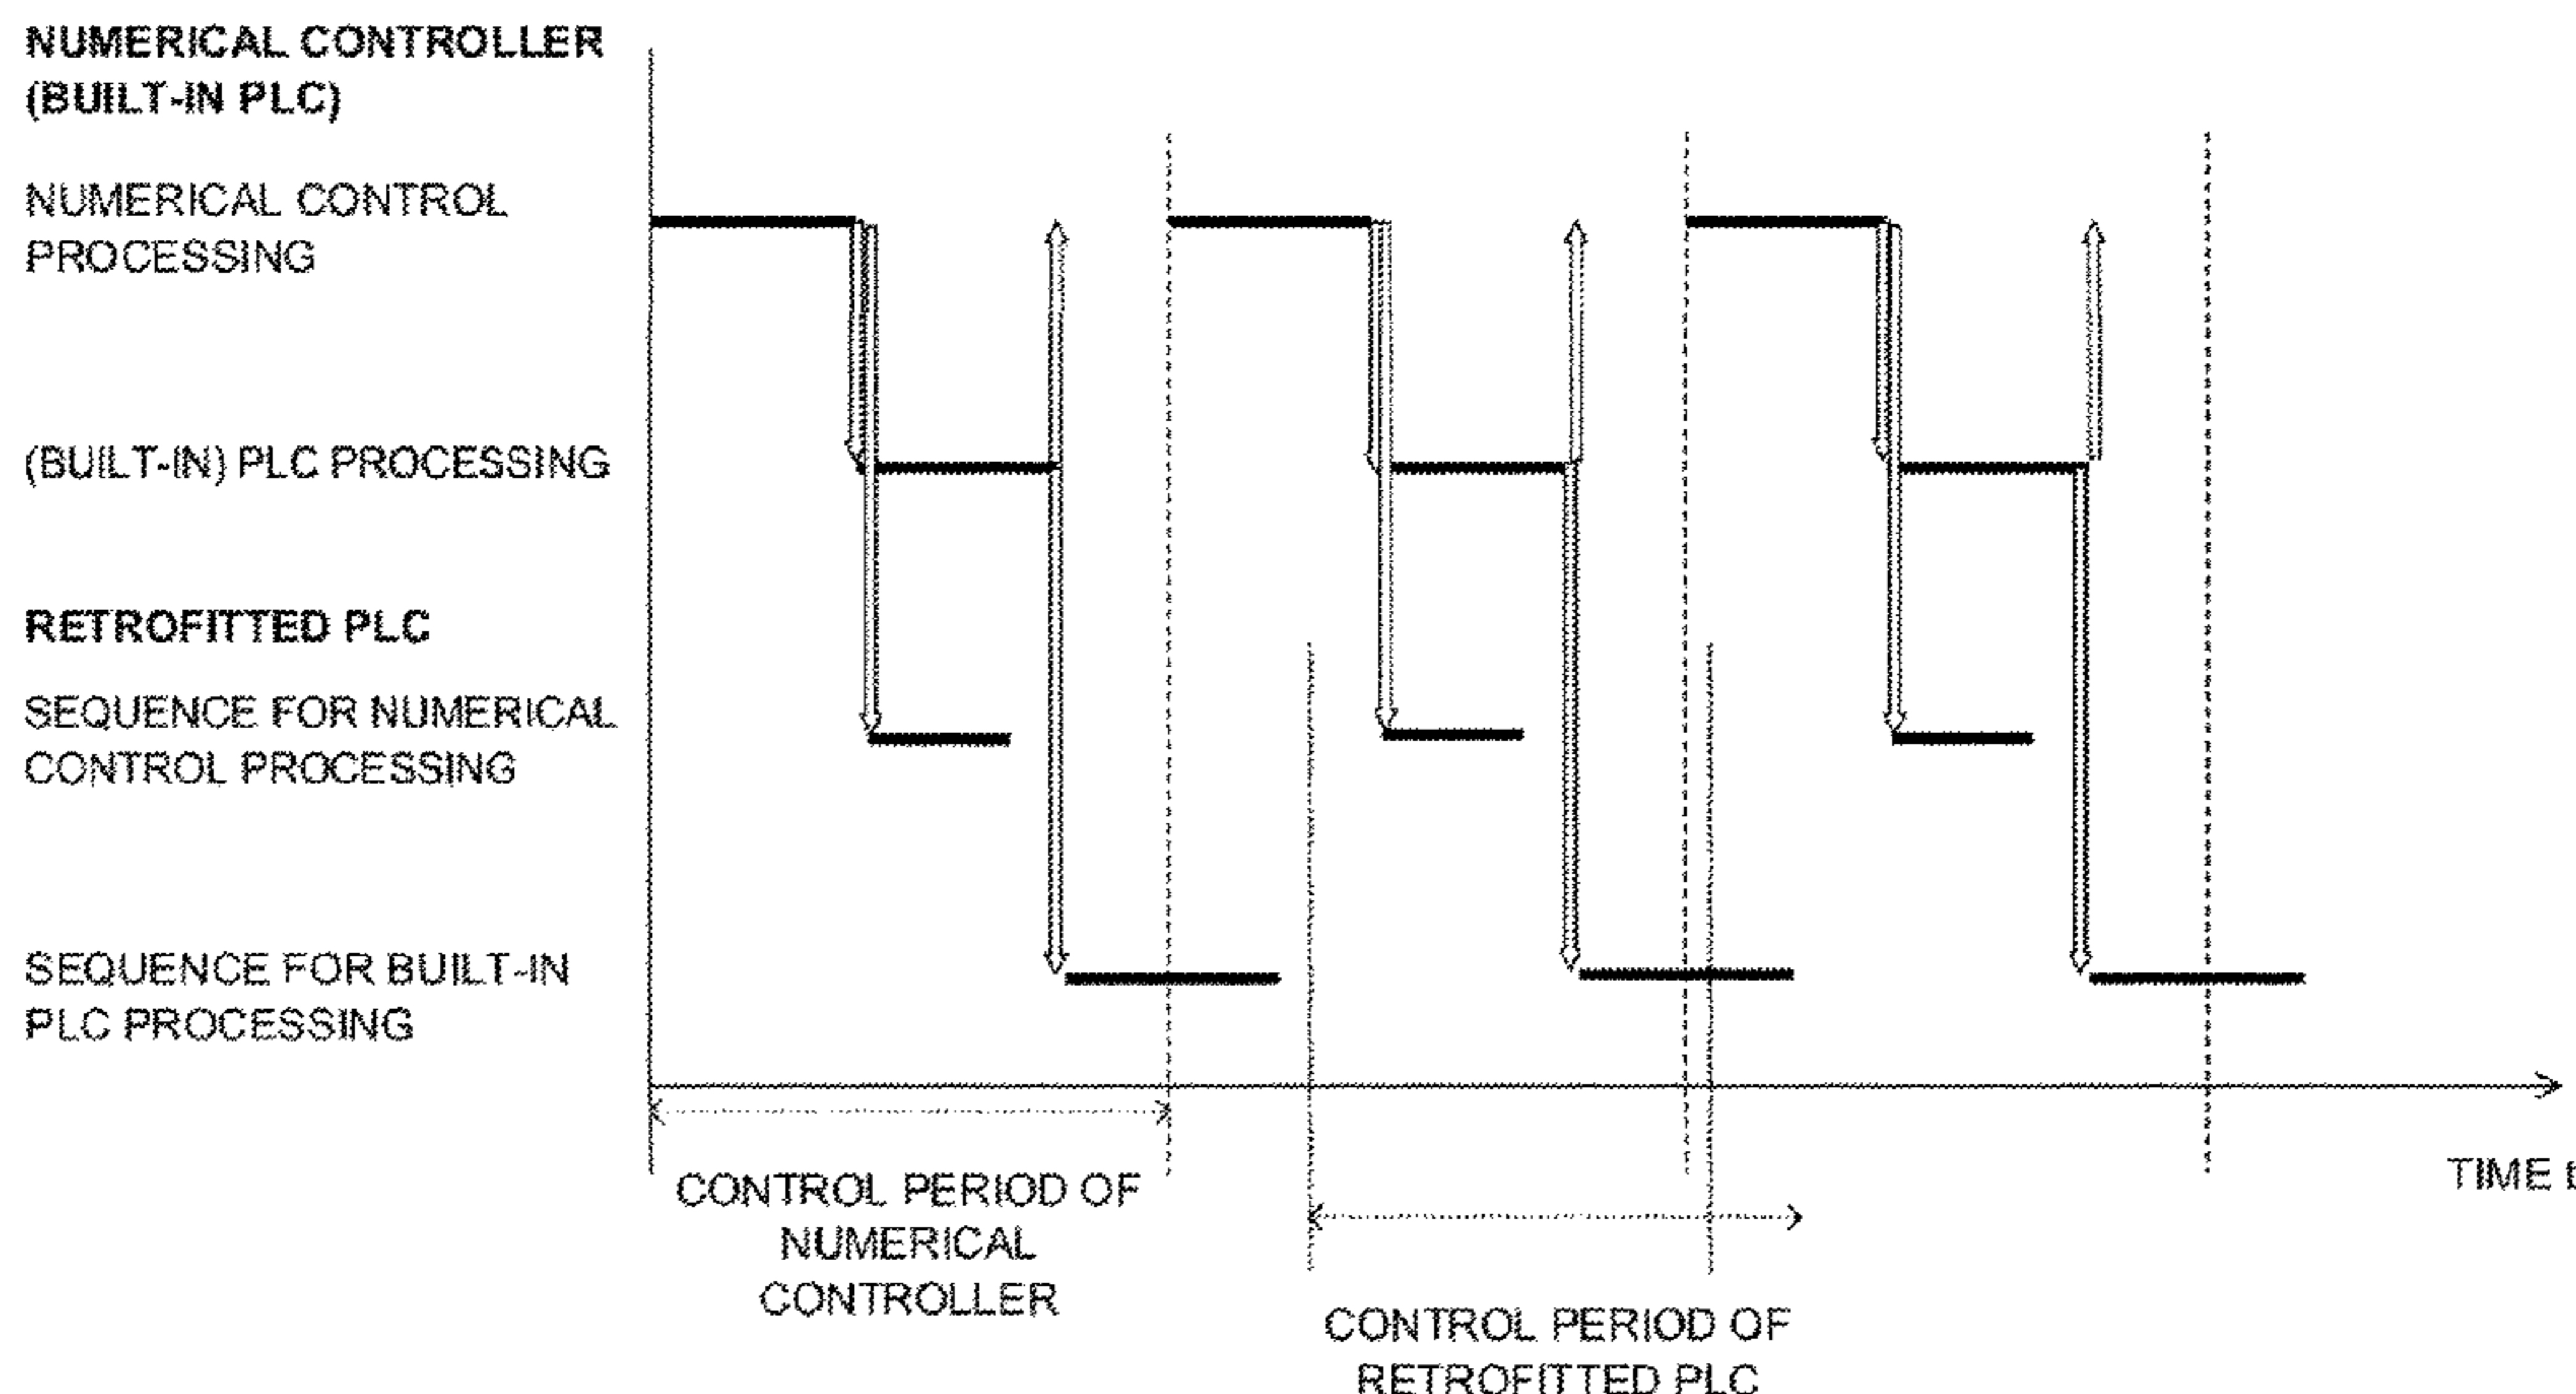 NUMERICAL CONTROLLER
(BUILT-IN PLC)
NUMERICAL CONTROL
PROCESSING
(BUILT-IN) PLC PROCESSING
RETROFITTED PLC
SEQUENCE FOR NUMERICAL
CONTROL PROCESSING
SEQUENCE FOR BUILT-IN
PLC PROCESSING
TIME t
CONTROL PERIOD OF
NUMERICAL
CONTROLLER
CONTROL PERIOD OF
RETROFITTED PLC